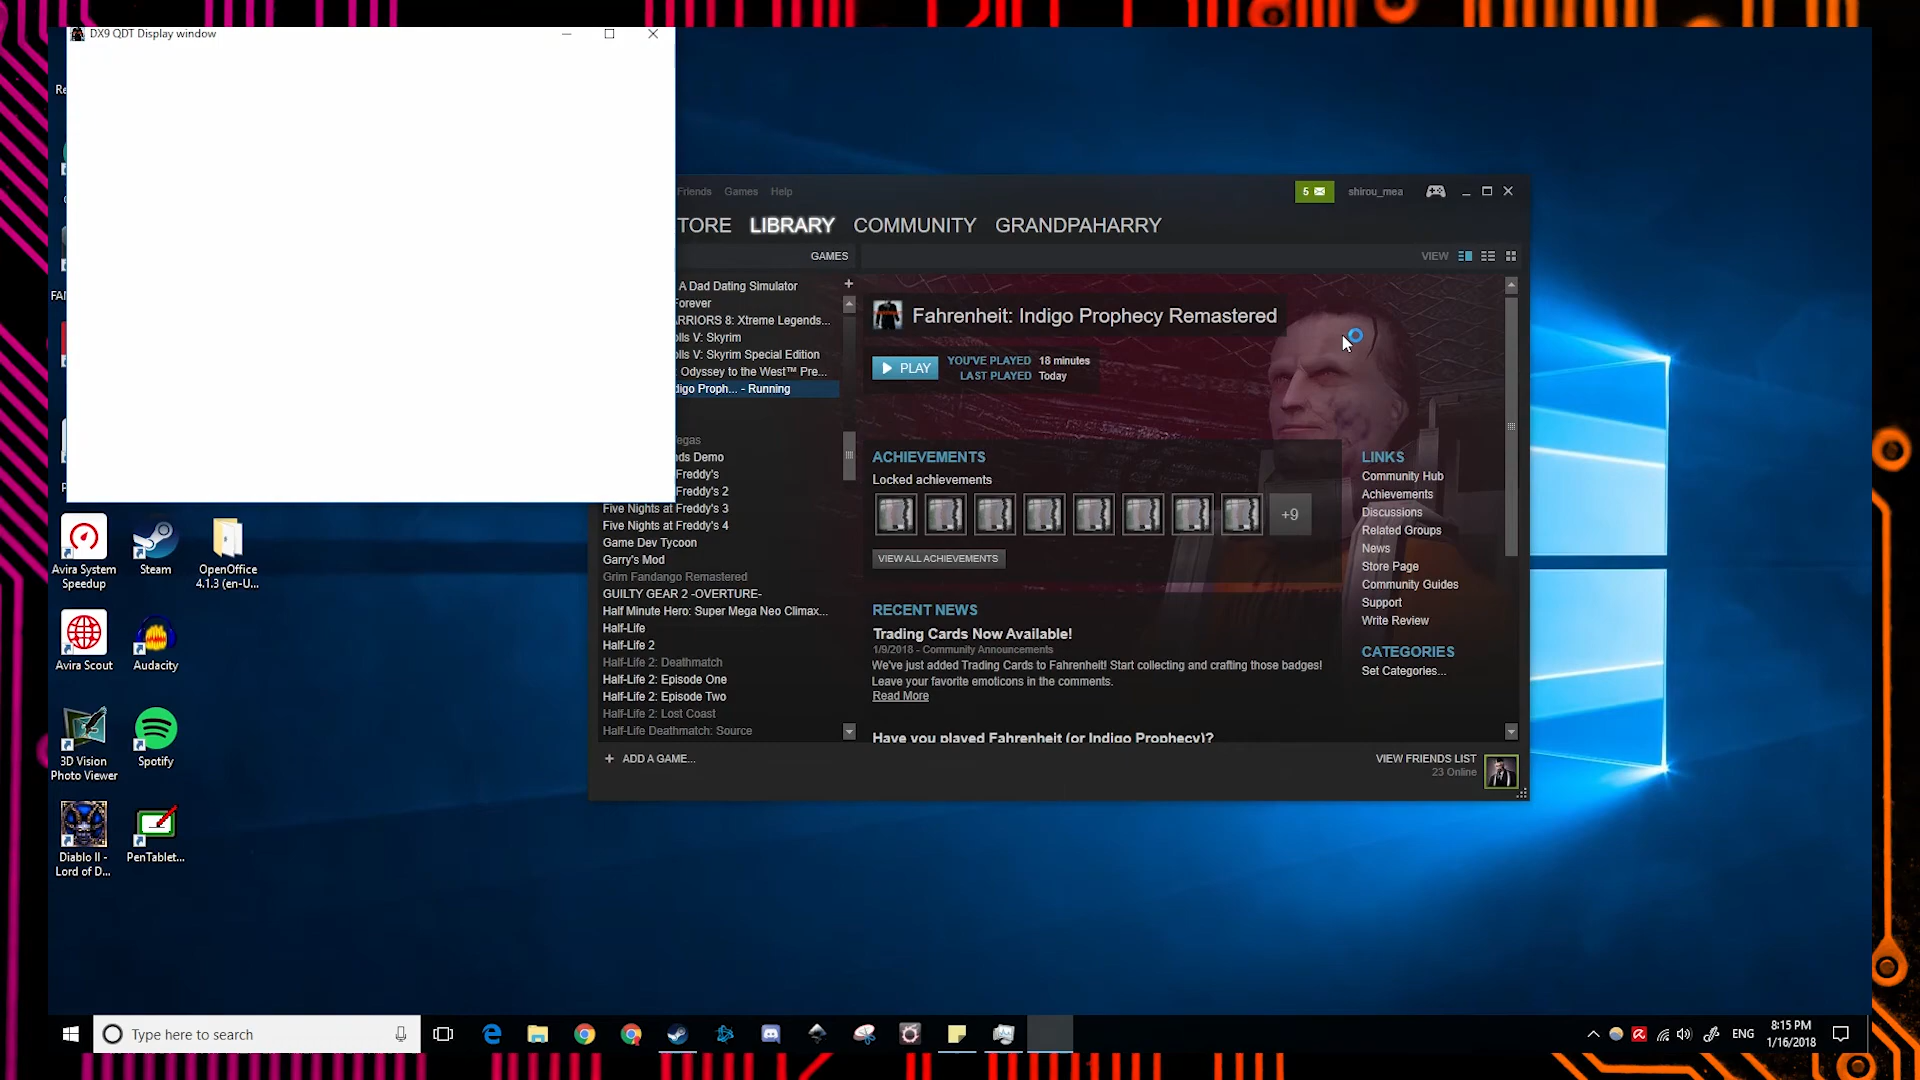 DX9 QDT Display window
Re
FAI
Friends Games Help
5
shirou_mea
TORE LIBRARY COMMUNITY GRANDPAHARRY
GAMES
VIEW
A Dad Dating Simulator
orever
RRIORS 8: Xtreme Legends...
olls V: Skyrim
olls V: Skyrim Special Edition
Odyssey to the West™ Pre...
digo Proph... - Running
egas
nds Demo
Freddy's
Freddy's 2
Five Nights at Freddy's 3
Five Nights at Freddy's 4
Game Dev Tycoon
Garry's Mod
Grim Fandango Remastered
GUILTY GEAR 2 -OVERTURE-
Half Minute Hero: Super Mega Neo Climax...
Half-Life
Half-Life 2
Half-Life 2: Deathmatch
Half-Life 2: Episode One
Half-Life 2: Episode Two
Half-Life 2: Lost Coast
Half-Life Deathmatch: Source
ADD A GAME...
Fahrenheit: Indigo Prophecy Remastered
PLAY
YOU'VE PLAYED 18 minutes
LAST PLAYED Today
ACHIEVEMENTS
Locked achievements
+9
VIEW ALL ACHIEVEMENTS
RECENT NEWS
Trading Cards Now Available!
1/9/2018 - Community Announcements
We've just added Trading Cards to Fahrenheit! Start collecting and crafting those badges!
Leave your favorite emoticons in the comments.
Read More
Have you played Fahrenheit (or Indigo Prophecy)?
LINKS
Community Hub
Achievements
Discussions
Related Groups
News
Store Page
Community Guides
Support
Write Review
CATEGORIES
Set Categories...
VIEW FRIENDS LIST
23 Online
Avira System
Speedup
Steam
OpenOffice
4.1.3 (en-U...
Avira Scout
Audacity
3D Vision
Photo Viewer
Spotify
Diablo II -
Lord of D...
PenTablet...
Type here to search
ENG
8:15 PM
1/16/2018